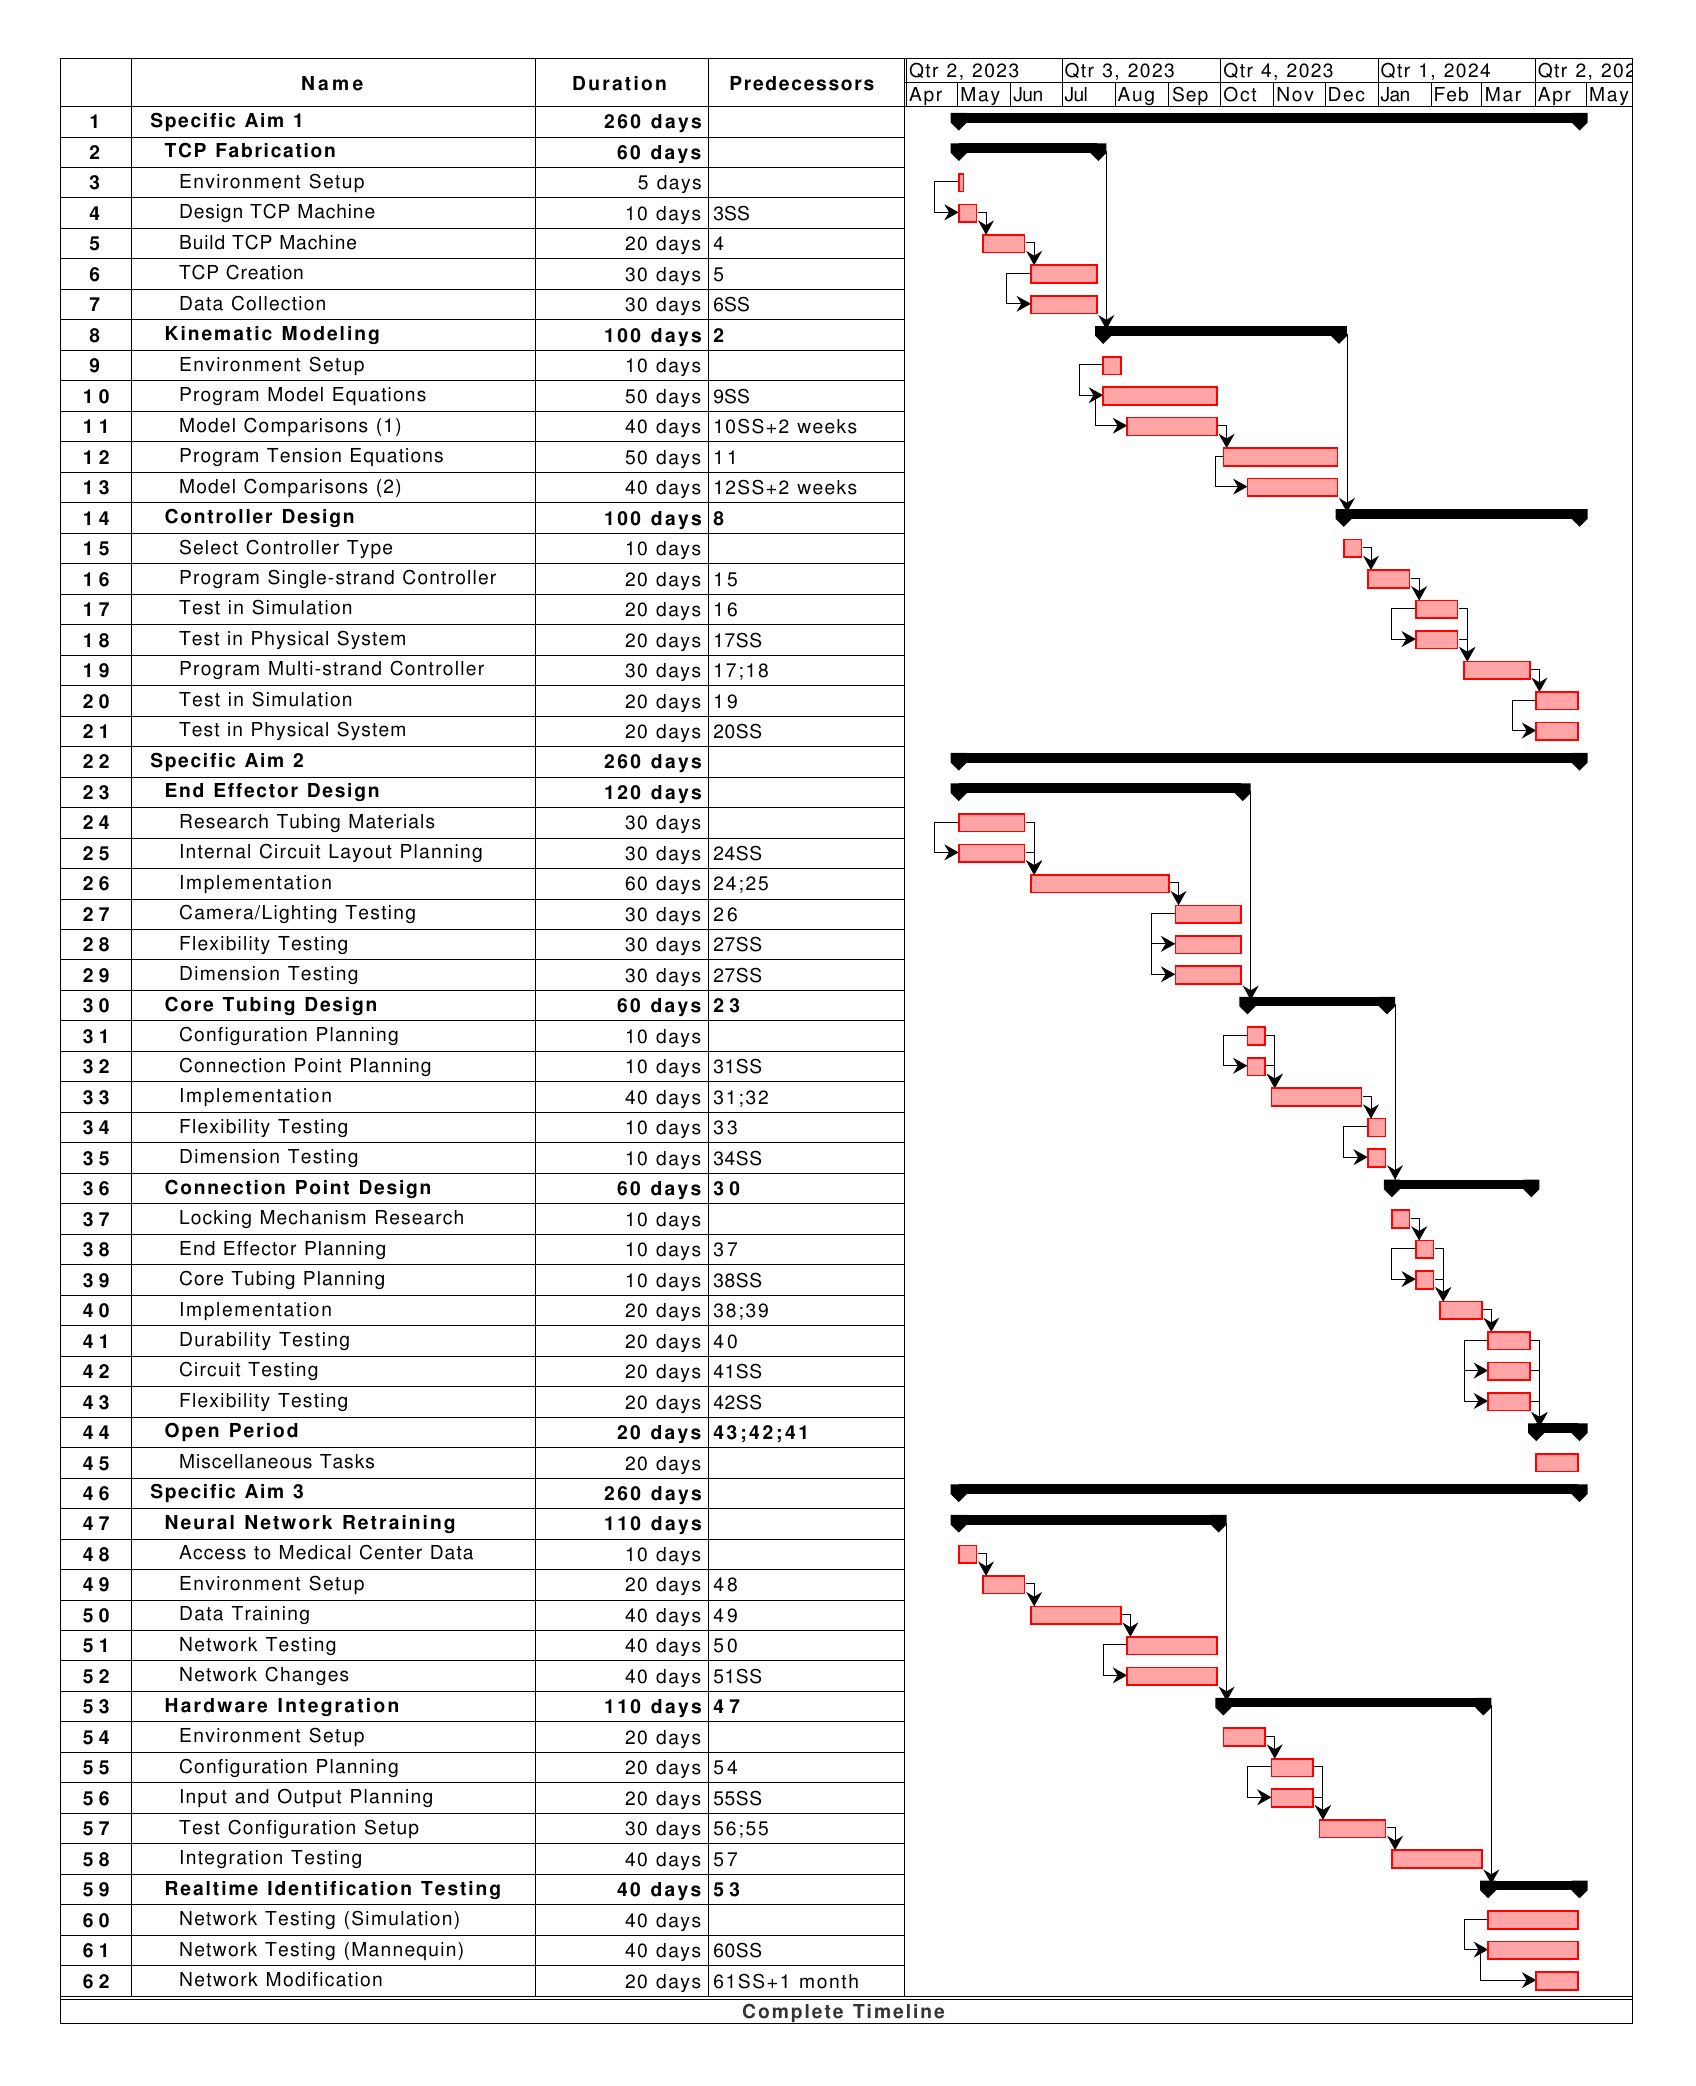 Name Duration Predecessors Qtr 2, 2023 Qtr 3, 2023 Qtr 4, 2023 Qtr 1, 2024 Qtr 2, 202
Apr May Jun Jul Aug Sep Oct Nov Dec Jan Feb Mar Apr May
1 Specific Aim 1 260 days
2 TCP Fabrication 60 days
3 Environment Setup 5 days
4 Design TCP Machine 10 days 3SS
5 Build TCP Machine 20 days 4
6 TCP Creation 30 days 5
7 Data Collection 30 days 6SS
8 Kinematic Modeling 100 days 2
9 Environment Setup 10 days
10 Program Model Equations 50 days 9SS
11 Model Comparisons (1) 40 days 10SS+2 weeks
12 Program Tension Equations 50 days 11
13 Model Comparisons (2) 40 days 12SS+2 weeks
14 Controller Design 100 days 8
15 Select Controller Type 10 days
16 Program Single-strand Controller 20 days 15
17 Test in Simulation 20 days 16
18 Test in Physical System 20 days 17SS
19 Program Multi-strand Controller 30 days 17;18
20 Test in Simulation 20 days 19
21 Test in Physical System 20 days 20SS
22 Specific Aim 2 260 days
23 End Effector Design 120 days
24 Research Tubing Materials 30 days
25 Internal Circuit Layout Planning 30 days 24SS
26 Implementation 60 days 24;25
27 Camera/Lighting Testing 30 days 26
28 Flexibility Testing 30 days 27SS
29 Dimension Testing 30 days 27SS
30 Core Tubing Design 60 days 23
31 Configuration Planning 10 days
32 Connection Point Planning 10 days 31SS
33 Implementation 40 days 31;32
34 Flexibility Testing 10 days 33
35 Dimension Testing 10 days 34SS
36 Connection Point Design 60 days 30
37 Locking Mechanism Research 10 days
38 End Effector Planning 10 days 37
39 Core Tubing Planning 10 days 38SS
40 Implementation 20 days 38;39
41 Durability Testing 20 days 40
42 Circuit Testing 20 days 41SS
43 Flexibility Testing 20 days 42SS
44 Open Period 20 days 43;42;41
45 Miscellaneous Tasks 20 days
46 Specific Aim 3 260 days
47 Neural Network Retraining 110 days
48 Access to Medical Center Data 10 days
49 Environment Setup 20 days 48
50 Data Training 40 days 49
51 Network Testing 40 days 50
52 Network Changes 40 days 51SS
53 Hardware Integration 110 days 47
54 Environment Setup 20 days
55 Configuration Planning 20 days 54
56 Input and Output Planning 20 days 55SS
57 Test Configuration Setup 30 days 56;55
58 Integration Testing 40 days 57
59 Realtime Identification Testing 40 days 53
60 Network Testing (Simulation) 40 days
61 Network Testing (Mannequin) 40 days 60SS
62 Network Modification 20 days 61SS+1 month
Complete Timeline